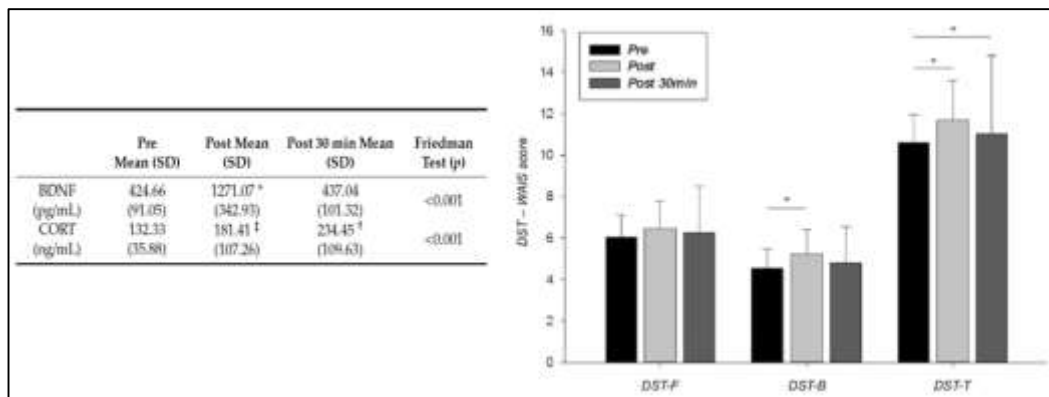 Pre Mean (SD) Post Mean (SD) Post 30 min Mean (SD) Friedman Test (p)
BDNF (pg/mL) 424.66 (91.05) 1271.07 * (342.93) 437.04 (101.32) <0.001
CORT (ng/mL) 132.33 (35.88) 181.41 ‡ (107.26) 234.45 † (109.63) <0.001
Pre
Post
Post 30min
DST – WAIS score
16
14
12
10
8
6
4
2
0
*
*
*
DST-F DST-B DST-T